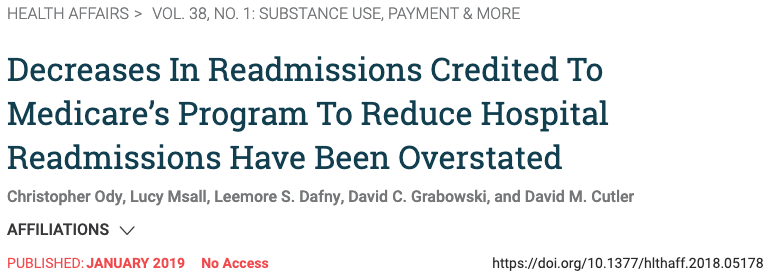 HEALTH AFFAIRS > VOL. 38, NO. 1: SUBSTANCE USE, PAYMENT & MORE
Decreases In Readmissions Credited To
Medicare’s Program To Reduce Hospital
Readmissions Have Been Overstated
Christopher Ody, Lucy Msall, Leemore S. Dafny, David C. Grabowski, and David M. Cutler
AFFILIATIONS
PUBLISHED: JANUARY 2019 No Access https://doi.org/10.1377/hlthaff.2018.05178